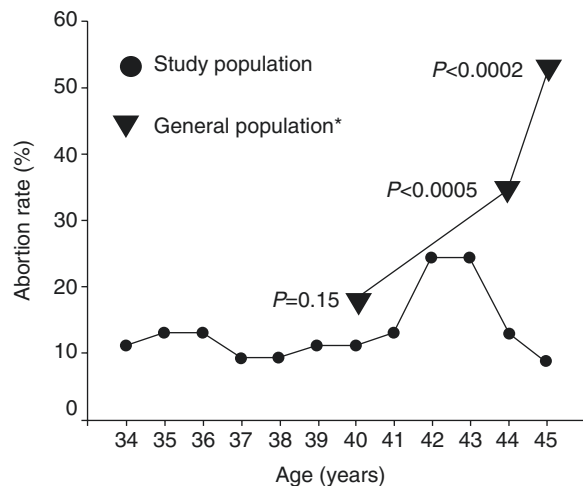 60
50
40
30
20
10
0
Abortion rate (%)
Study population
General population*
P<0.0002
P<0.0005
P=0.15
34 35 36 37 38 39 40 41 42 43 44 45
Age (years)